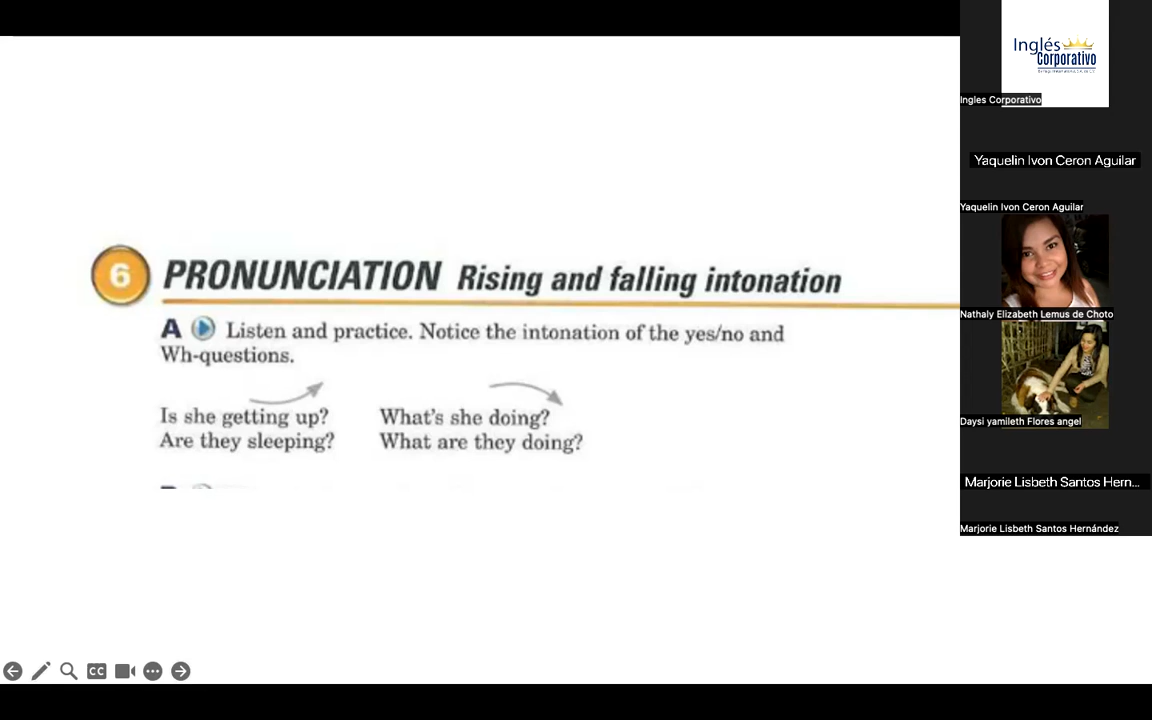 6 PRONUNCIATION Rising and falling intonation
A Listen and practice. Notice the intonation of the yes/no and
Wh-questions.
Is she getting up? What's she doing?
Are they sleeping? What are they doing?
CC
Inglés
Corporativo
Ingles Corporativo
Yaquelin Ivon Ceron Aguilar
Yaquelin Ivon Ceron Aguilar
Nathaly Elizabeth Lemus de Choto
Daysi yamileth Flores angel
Marjorie Lisbeth Santos Hern...
Marjorie Lisbeth Santos Hernández